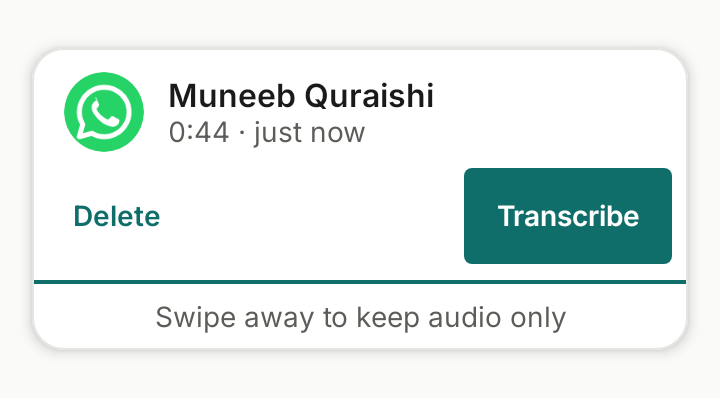 Muneeb Quraishi
0:44 · just now
Delete
Transcribe
Swipe away to keep audio only